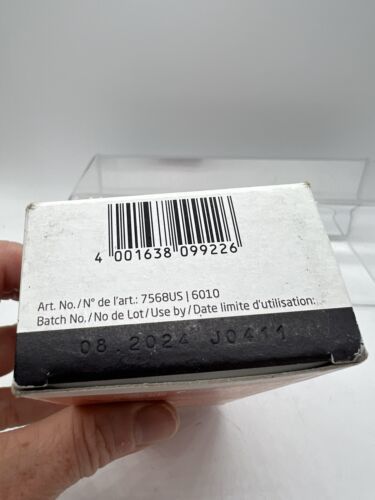 4 001638 099226
Art. No./N° de l'art.: 7568US | 6010
Batch No./No de Lot/Use by/Date limite d'utilisation:
08.2024 J0411